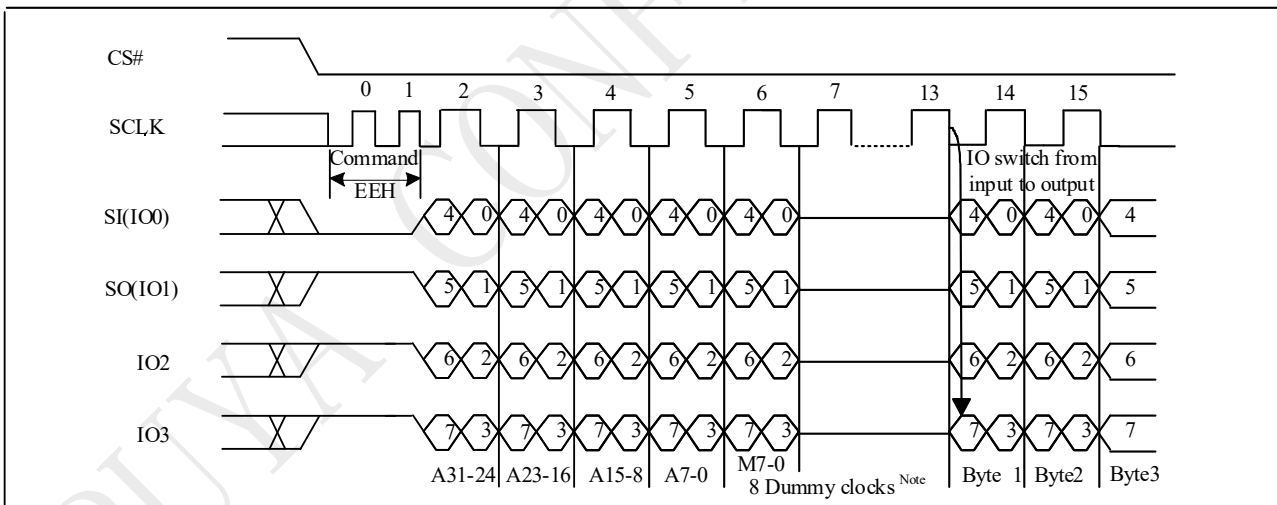 CS#
0 1 2 3 4 5 6 7 13 14 15
SCLK
Command
EEH
IO switch from
input to output
SI(IO0) 4 0 4 0 4 0 4 0 4 0 4 0 4 0 4
SO(IO1) 5 1 5 1 5 1 5 1 5 1 5 1 5 1 5
IO2 6 2 6 2 6 2 6 2 6 2 6 2 6 2 6
IO3 7 3 7 3 7 3 7 3 7 3 7 3 7 3 7
A31-24 A23-16 A15-8 A7-0 M7-0 Byte 1 Byte2 Byte3
8 Dummy clocks Note